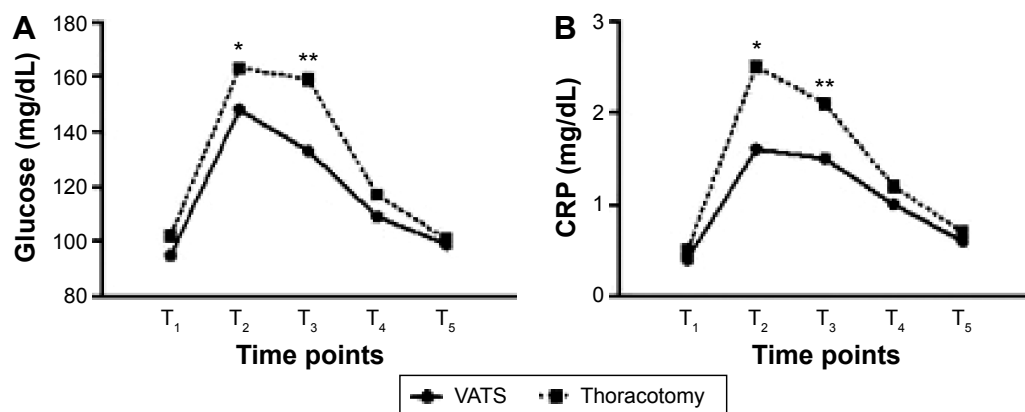 A
Glucose (mg/dL)
180
160
140
120
100
80
* **
T₁ T₂ T₃ T₄ T₅
Time points
B
CRP (mg/dL)
3
2
1
0
* **
T₁ T₂ T₃ T₄ T₅
Time points
VATS Thoracotomy